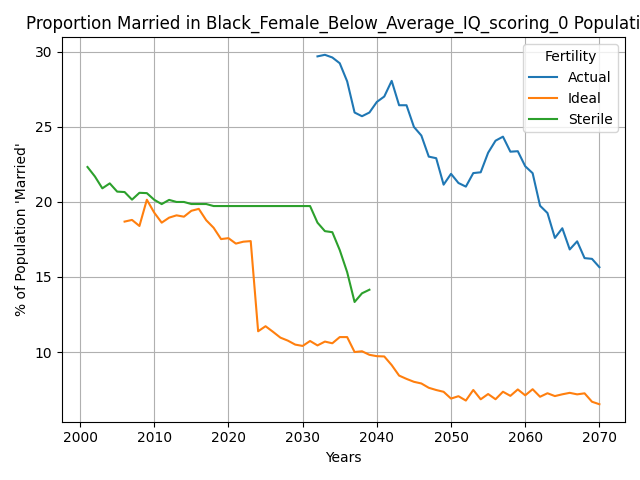 Proportion Married in Black_Female_Below_Average_IQ_scoring_0 Populati
Fertility
Actual
Ideal
Sterile
% of Population 'Married'
30
25
20
15
10
2000 2010 2020 2030 2040 2050 2060 2070
Years